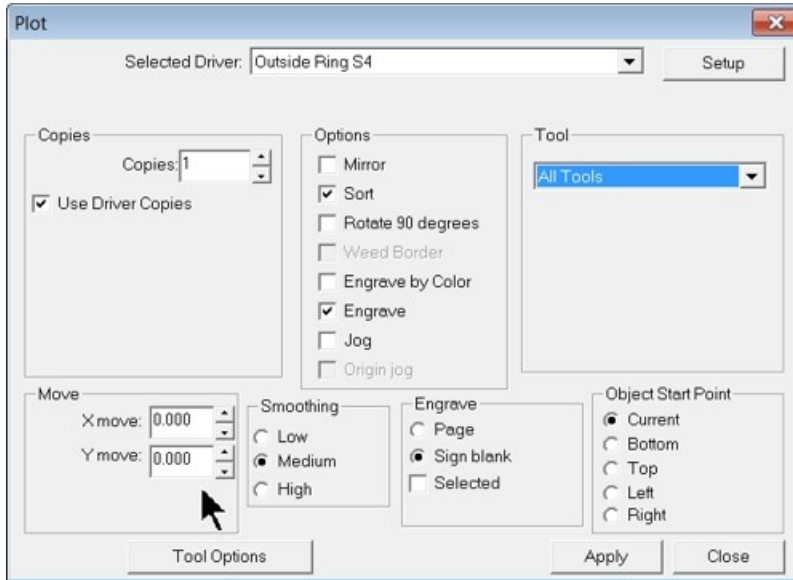 Plot
Selected Driver: Outside Ring S4
Setup
Copies
Copies: 1
Use Driver Copies
Options
Mirror
Sort
Rotate 90 degrees
Weed Border
Engrave by Color
Engrave
Jog
Origin jog
Tool
All Tools
Move
X move: 0.000
Y move: 0.000
Smoothing
Low
Medium
High
Engrave
Page
Sign blank
Selected
Object Start Point
Current
Bottom
Top
Left
Right
Tool Options
Apply
Close